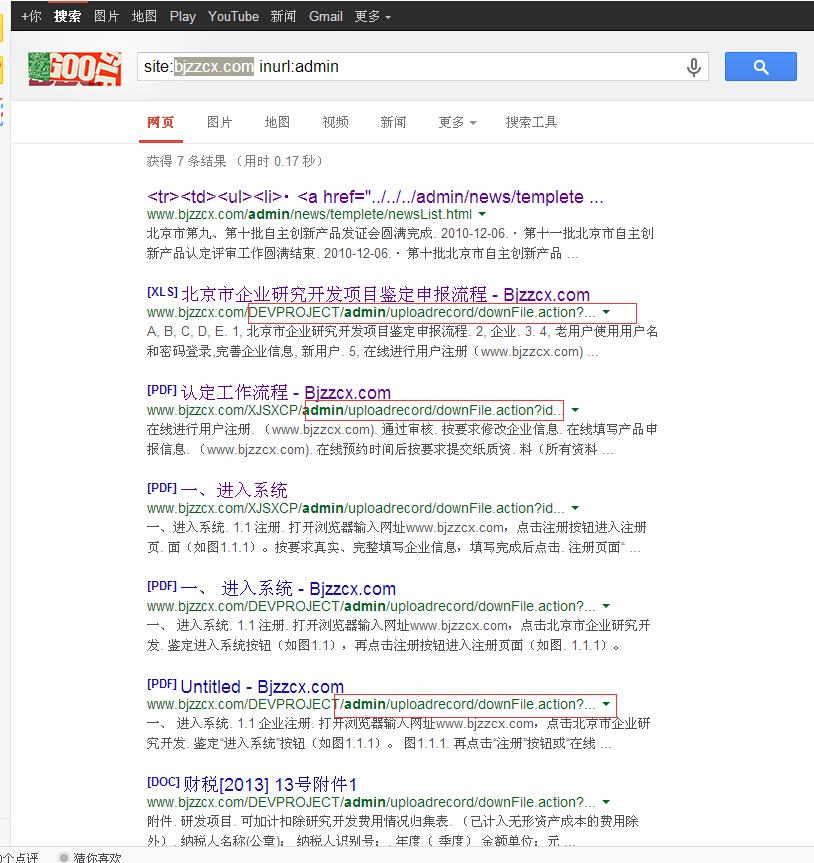 +你 搜索 图片 地图 Play YouTube 新闻 Gmail 更多
site:bjzzcx.com inurl:admin
网页 图片 地图 视频 新闻 更多 搜索工具
获得 7 条结果 （用时 0.17 秒）
<tr><td><ul><li>· <a href="../../../admin/news/templete ...
www.bjzzcx.com/admin/news/templete/newsList.html
北京市第九、第十批自主创新产品发证会圆满完成. 2010-12-06. · 第十一批北京市自主创
新产品认定评审工作圆满结束. 2010-12-06. · 第十批北京市自主创新产品 ...
[XLS] 北京市企业研究开发项目鉴定申报流程 - Bjzzcx.com
www.bjzzcx.com/DEVPROJECT/admin/uploadrecord/downFile.action?...
A, B, C, D, E. 1, 北京市企业研究开发项目鉴定申报流程. 2, 企业. 3. 4, 老用户使用用户名
和密码登录,完善企业信息, 新用户. 5, 在线进行用户注册（www.bjzzcx.com) ...
[PDF] 认定工作流程 - Bjzzcx.com
www.bjzzcx.com/XJSXCP/admin/uploadrecord/downFile.action?id...
在线进行用户注册. （www.bjzzcx.com). 通过审核. 按要求修改企业信息. 在线填写产品申
报信息. （www.bjzzcx.com). 在线预约时间后按要求提交纸质资. 料（所有资料 ...
[PDF] 一、进入系统
www.bjzzcx.com/XJSXCP/admin/uploadrecord/downFile.action?id...
一、进入系统. 1.1 注册. 打开浏览器输入网址www.bjzzcx.com，点击注册按钮进入注册
页. 面（如图1.1.1）。按要求真实、完整填写企业信息，填写完成后点击. 注册页面“ ...
[PDF] 一、 进入系统 - Bjzzcx.com
www.bjzzcx.com/DEVPROJECT/admin/uploadrecord/downFile.action?...
一、 进入系统. 1.1 注册. 打开浏览器输入网址www.bjzzcx.com，点击北京市企业研究开
发. 鉴定进入系统按钮（如图1.1），再点击注册按钮进入注册页面（如图. 1.1.1）。
[PDF] Untitled - Bjzzcx.com
www.bjzzcx.com/DEVPROJECT/admin/uploadrecord/downFile.action?...
一、 进入系统. 1.1 企业注册. 打开浏览器输入网址www.bjzzcx.com，点击北京市企业研
究开发. 鉴定“进入系统”按钮（如图1.1.1）。 图1.1.1. 再点击“注册”按钮或“在线 ...
[DOC] 财税[2013] 13号附件1
www.bjzzcx.com/DEVPROJECT/admin/uploadrecord/downFile.action?...
附件. 研发项目. 可加计扣除研究开发费用情况归集表. （已计入无形资产成本的费用除
外）. 纳税人名称(公章)： 纳税人识别号： . 年度（ 季度） 金额单位：元 ...
个点评 猜你喜欢